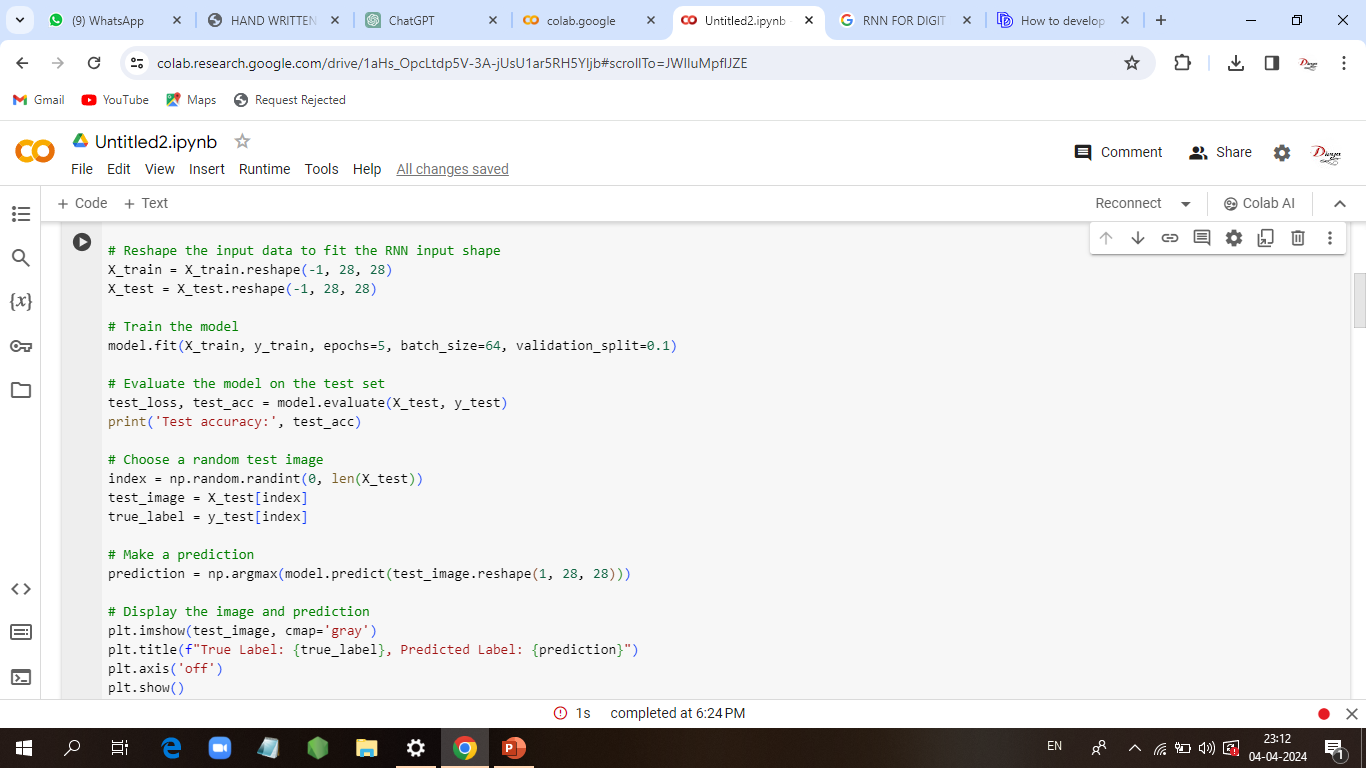 (9) WhatsApp
HAND WRITTEN
ChatGPT
colab.google
Untitled2.ipynb
RNN FOR DIGIT
How to develop
colab.research.google.com/drive/1aHs_OpcLtdp5V-3A-jUsU1ar5RH5Yljb#scrollTo=JWIluMpflJZE
Gmail
YouTube
Maps
Request Rejected
Untitled2.ipynb
File Edit View Insert Runtime Tools Help All changes saved
Comment
Share
+ Code + Text
Reconnect
Colab AI
# Reshape the input data to fit the RNN input shape
X_train = X_train.reshape(-1, 28, 28)
X_test = X_test.reshape(-1, 28, 28)
# Train the model
model.fit(X_train, y_train, epochs=5, batch_size=64, validation_split=0.1)
# Evaluate the model on the test set
test_loss, test_acc = model.evaluate(X_test, y_test)
print('Test accuracy:', test_acc)
# Choose a random test image
index = np.random.randint(0, len(X_test))
test_image = X_test[index]
true_label = y_test[index]
# Make a prediction
prediction = np.argmax(model.predict(test_image.reshape(1, 28, 28)))
# Display the image and prediction
plt.imshow(test_image, cmap='gray')
plt.title(f"True Label: {true_label}, Predicted Label: {prediction}")
plt.axis('off')
plt.show()
1s completed at 6:24 PM
EN
23:12
04-04-2024
1